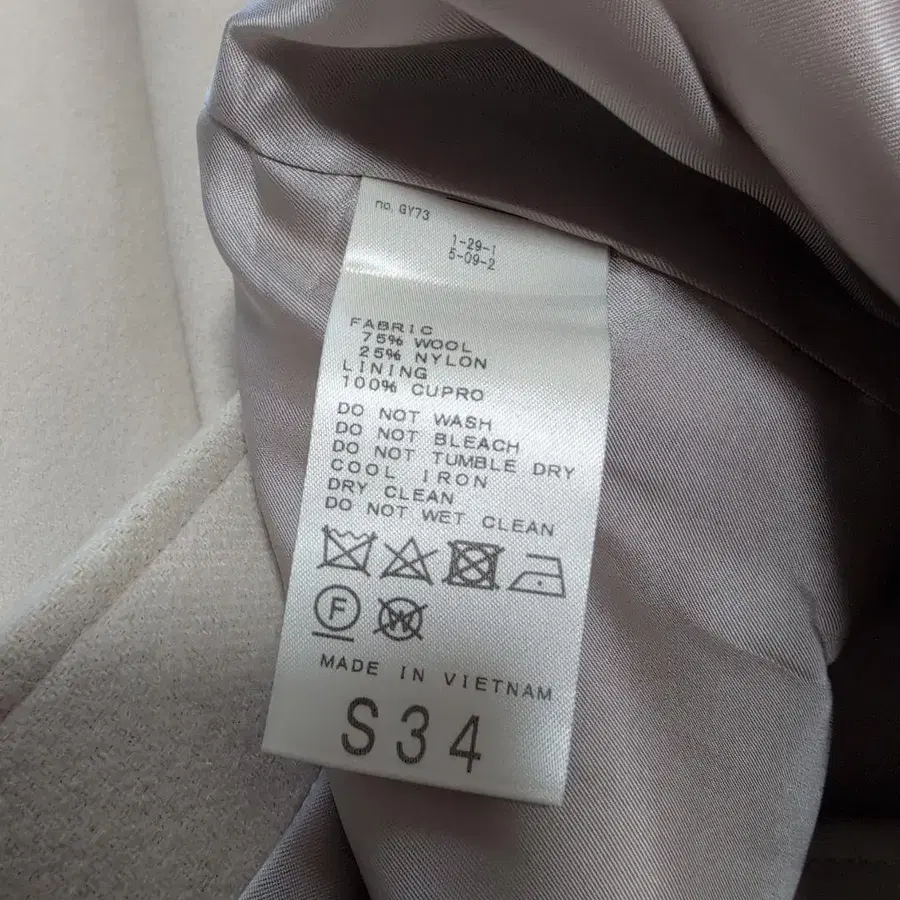 no. GY73
1-29-1
5-09-2
FABRIC
75% WOOL
25% NYLON
LINING
100% CUPRO
DO NOT WASH
DO NOT BLEACH
DO NOT TUMBLE DRY
COOL IRON
DRY CLEAN
DO NOT WET CLEAN
F W
MADE IN VIETNAM
S34